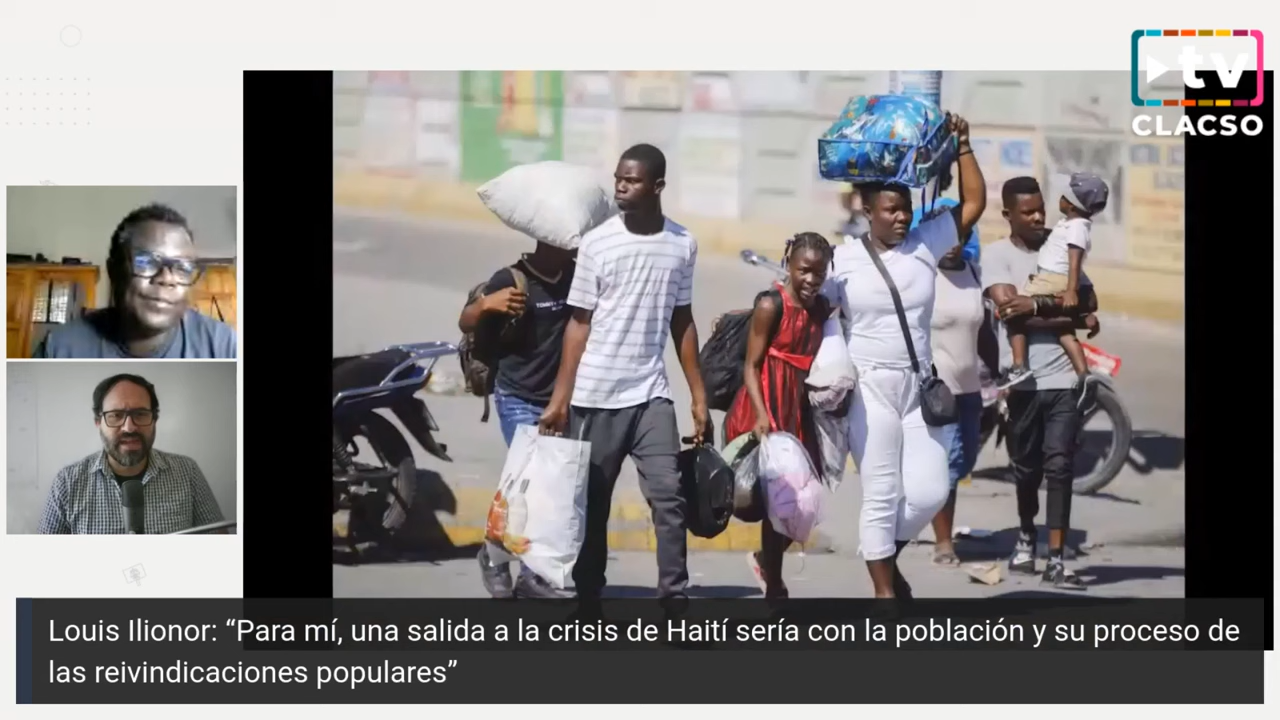 tv
CLACSO
Louis Ilionor: “Para mí, una salida a la crisis de Haití sería con la población y su proceso de
las reivindicaciones populares”